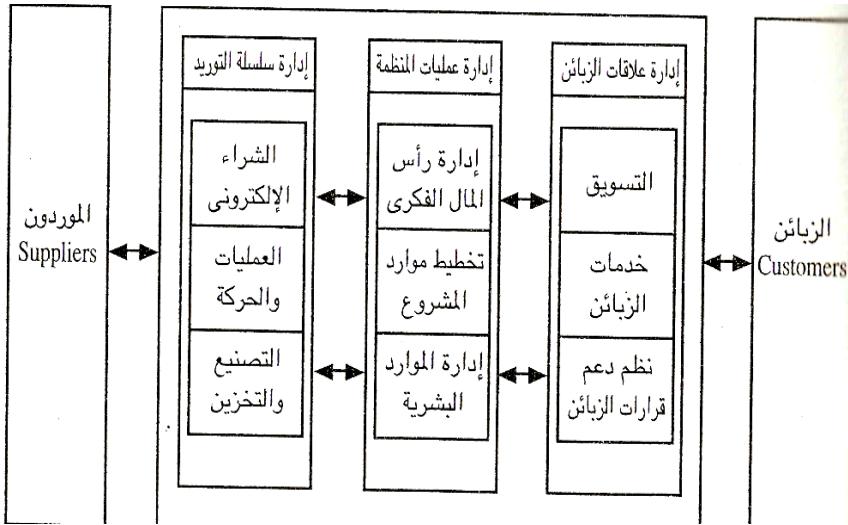 الزبائن
Customers
إدارة علاقات الزبائن
التسويق
خدمات
الزبائن
نظم دعم
قرارات الزبائن
إدارة عمليات المنظمة
إدارة رأس
المال الفكرى
تخطيط موارد
المشروع
إدارة الموارد
البشرية
إدارة سلسلة التوريد
الشراء
الإلكترونى
العمليات
والحركة
التصنيع
والتخزين
الموردون
Suppliers